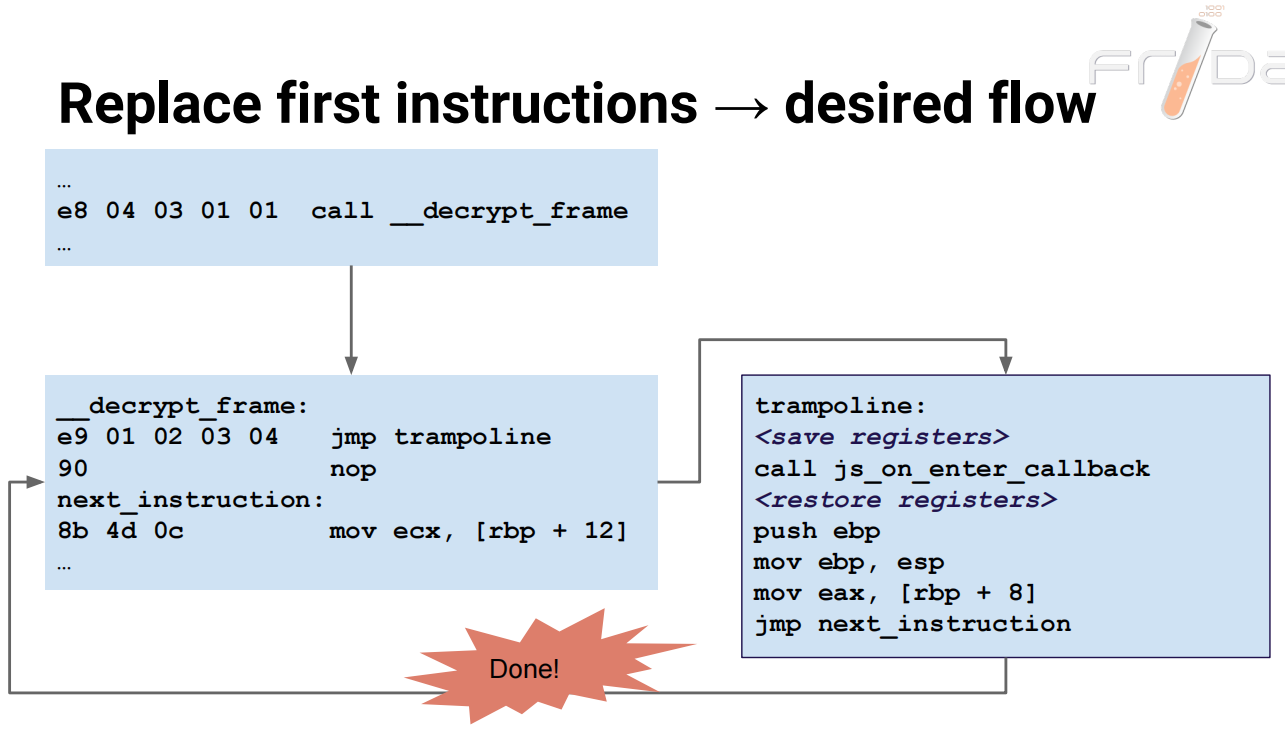 1001
0100
FRIDA
Replace first instructions → desired flow
…
e8 04 03 01 01 call __decrypt_frame
…
__decrypt_frame:
e9 01 02 03 04 jmp trampoline
90 nop
next_instruction:
8b 4d 0c mov ecx, [rbp + 12]
…
trampoline:
<save registers>
call js_on_enter_callback
<restore registers>
push ebp
mov ebp, esp
mov eax, [rbp + 8]
jmp next_instruction
Done!